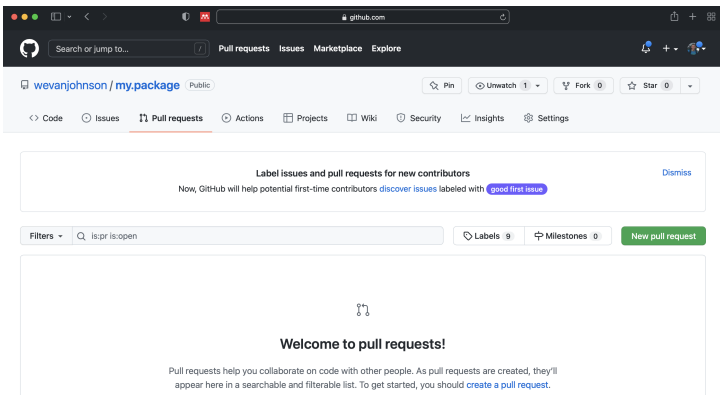 github.com
Search or jump to... / Pull requests Issues Marketplace Explore
wevanjohnson / my.package Public Pin Unwatch 1 Fork 0 Star 0
Code Issues Pull requests Actions Projects Wiki Security Insights Settings
Label issues and pull requests for new contributors Dismiss
Now, GitHub will help potential first-time contributors discover issues labeled with good first issue
Filters is:pr is:open Labels 9 Milestones 0 New pull request
Welcome to pull requests!
Pull requests help you collaborate on code with other people. As pull requests are created, they'll
appear here in a searchable and filterable list. To get started, you should create a pull request.